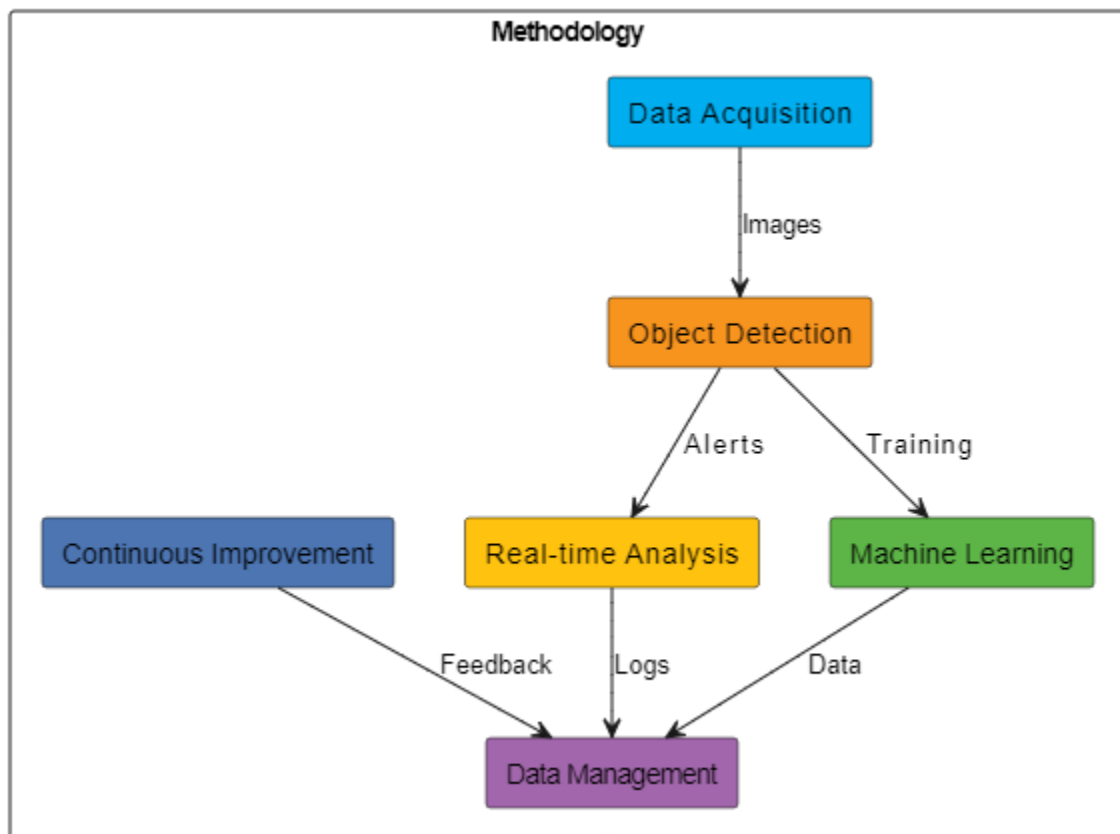 Methodology
Data Acquisition
Images
Object Detection
Alerts
Training
Continuous Improvement
Real-time Analysis
Machine Learning
Feedback
Logs
Data
Data Management